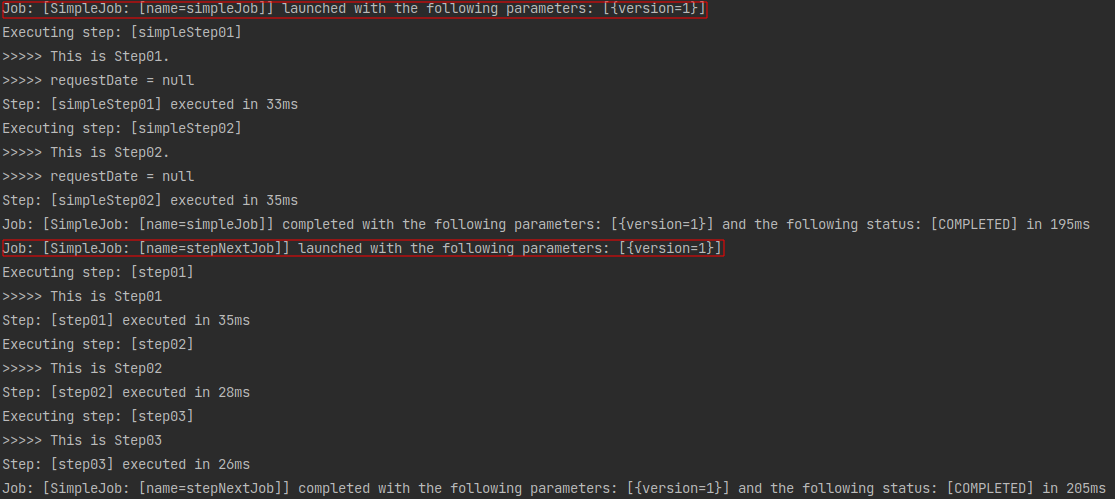 Job: [SimpleJob: [name=simpleJob]] launched with the following parameters: [{version=1}]
Executing step: [simpleStep01]
>>>>> This is Step01.
>>>>> requestDate = null
Step: [simpleStep01] executed in 33ms
Executing step: [simpleStep02]
>>>>> This is Step02.
>>>>> requestDate = null
Step: [simpleStep02] executed in 35ms
Job: [SimpleJob: [name=simpleJob]] completed with the following parameters: [{version=1}] and the following status: [COMPLETED] in 195ms
Job: [SimpleJob: [name=stepNextJob]] launched with the following parameters: [{version=1}]
Executing step: [step01]
>>>>> This is Step01
Step: [step01] executed in 35ms
Executing step: [step02]
>>>>> This is Step02
Step: [step02] executed in 28ms
Executing step: [step03]
>>>>> This is Step03
Step: [step03] executed in 26ms
Job: [SimpleJob: [name=stepNextJob]] completed with the following parameters: [{version=1}] and the following status: [COMPLETED] in 205ms